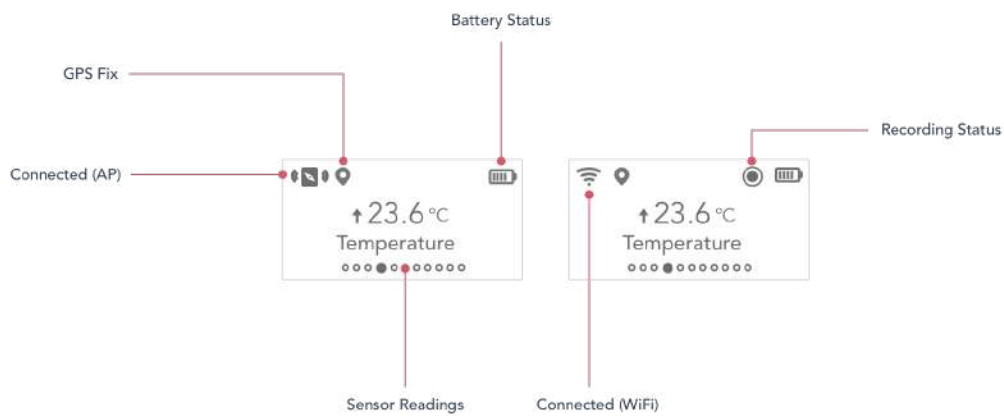 Battery Status
GPS Fix
Recording Status
Connected (AP)
23.6 °C
Temperature
23.6 °C
Temperature
Sensor Readings
Connected (WiFi)